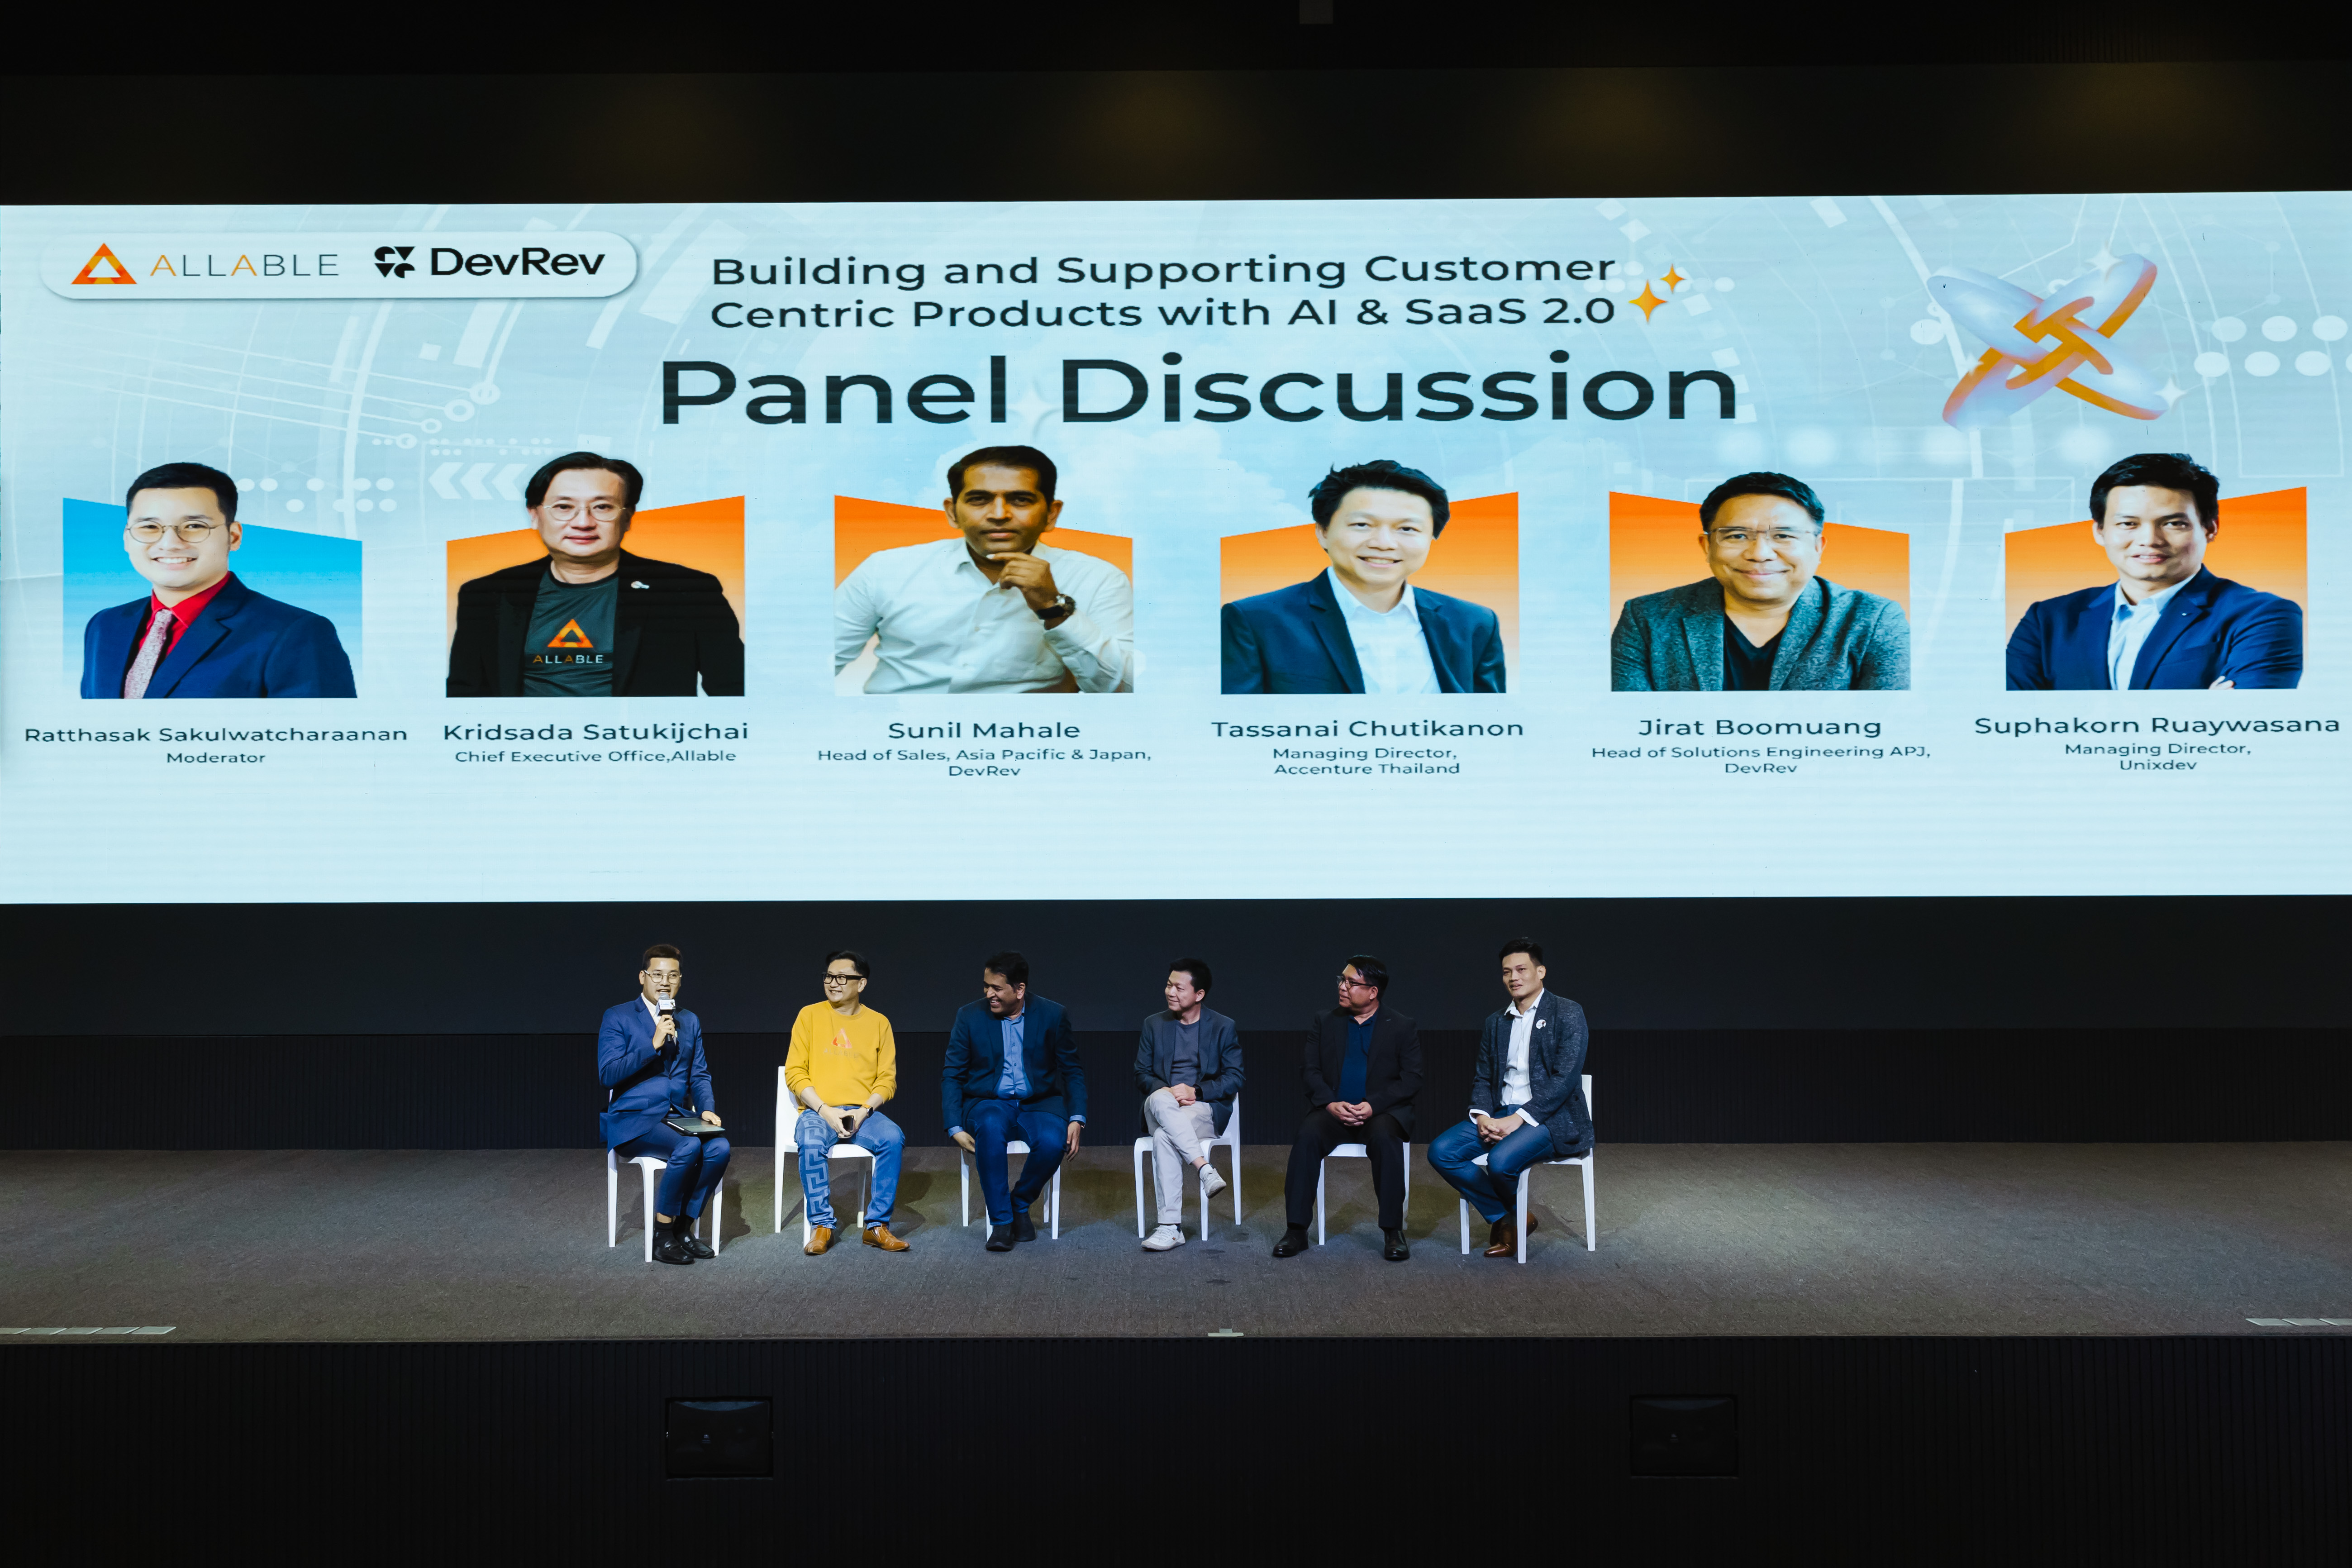 ALLABLE DevRev
Building and Supporting Customer
Centric Products with AI & SaaS 2.0
Panel Discussion
ALLABLE
Ratthasak Sakulwatcharaanan
Moderator
Kridsada Satukijchai
Chief Executive Office,Allable
Sunil Mahale
Head of Sales, Asia Pacific & Japan,
DevRev
Tassanai Chutikanon
Managing Director,
Accenture Thailand
Jirat Boomuang
Head of Solutions Engineering APJ,
DevRev
Suphakorn Ruaywasana
Managing Director,
Unixdev